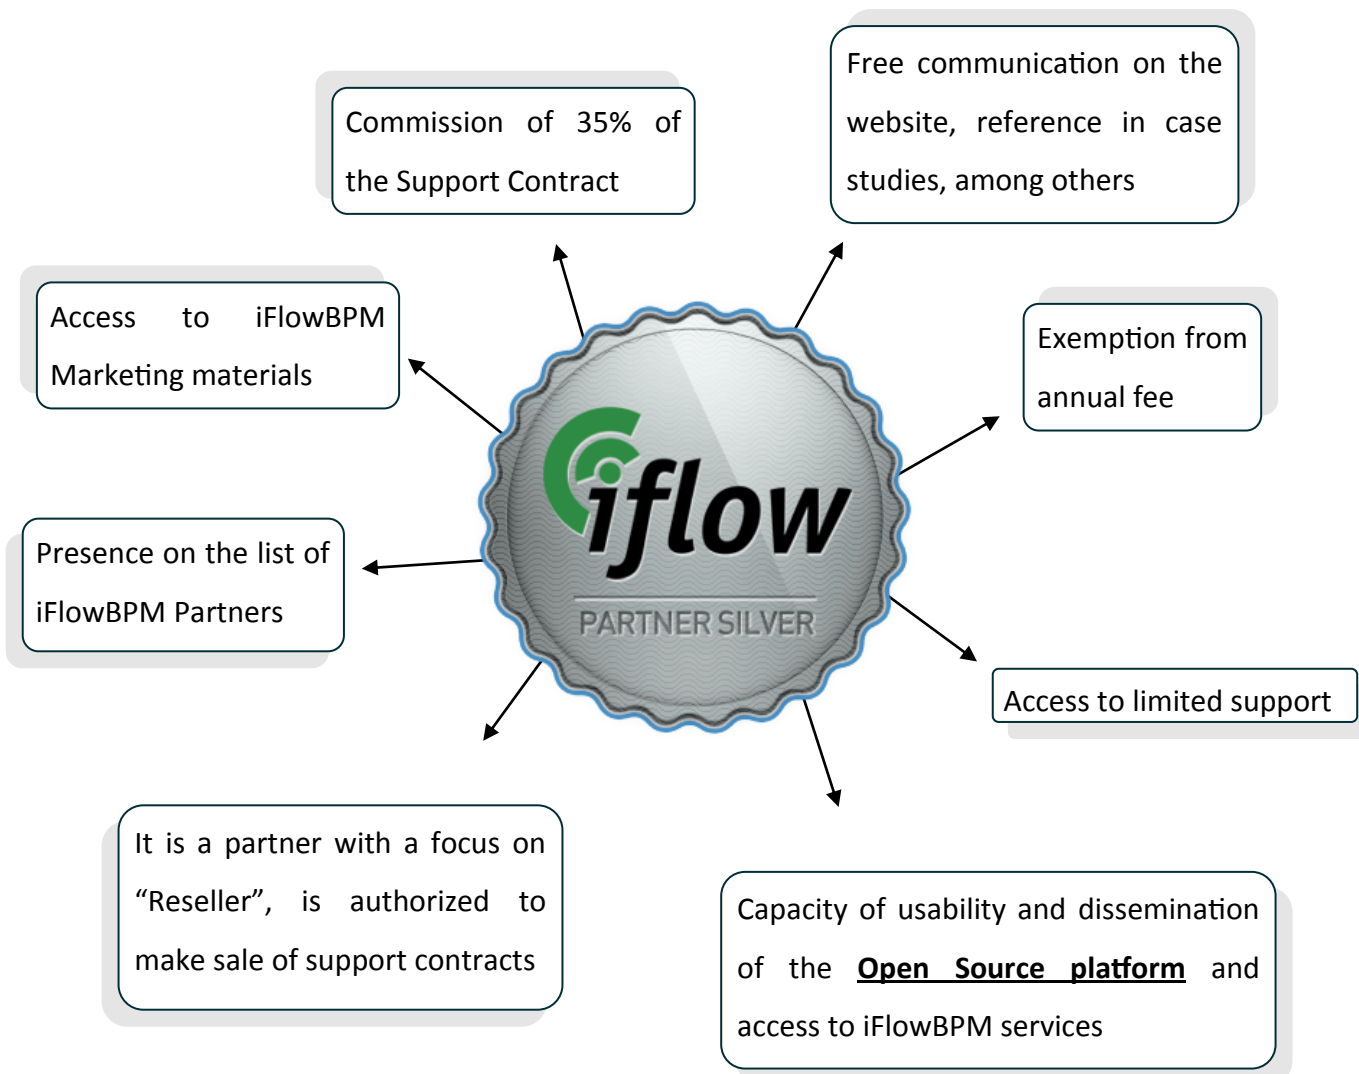 Free communication on the
website, reference in case
studies, among others
Commission of 35% of
the Support Contract
Access to iFlowBPM
Marketing materials
Exemption from
annual fee
iflow
PARTNER SILVER
Presence on the list of
iFlowBPM Partners
Access to limited support
It is a partner with a focus on
“Reseller”, is authorized to
make sale of support contracts
Capacity of usability and dissemination
of the Open Source platform and
access to iFlowBPM services